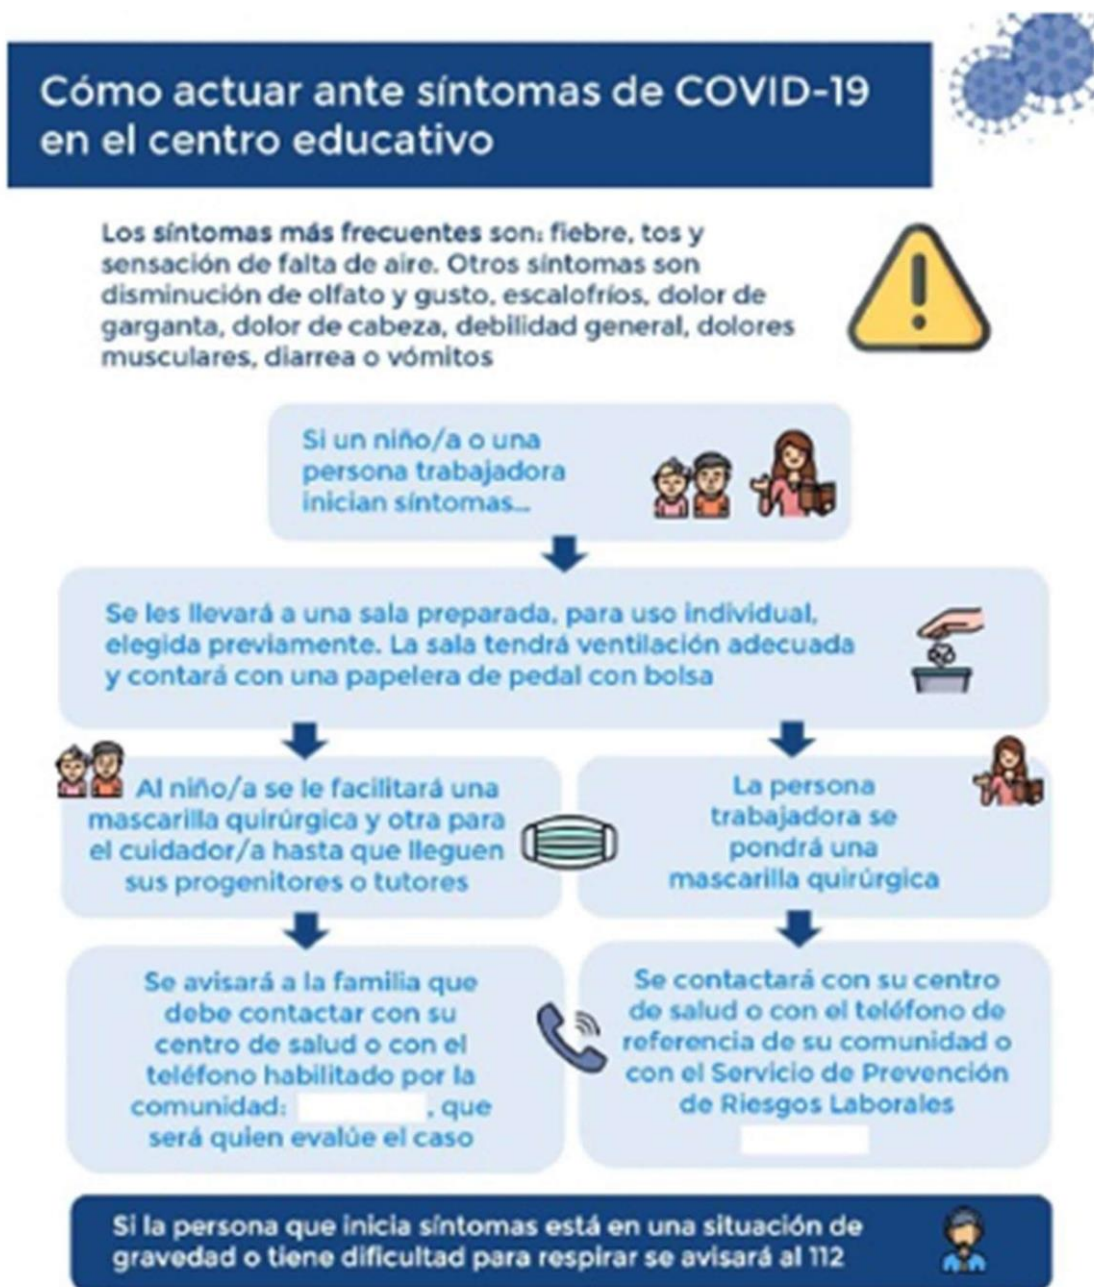 Cómo actuar ante síntomas de COVID-19
en el centro educativo
Los síntomas más frecuentes son: fiebre, tos y
sensación de falta de aire. Otros síntomas son
disminución de olfato y gusto, escalofríos, dolor de
garganta, dolor de cabeza, debilidad general, dolores
musculares, diarrea o vómitos
Si un niño/a o una
persona trabajadora
inician síntomas...
Se les llevará a una sala preparada, para uso individual,
elegida previamente. La sala tendrá ventilación adecuada
y contará con una papelera de pedal con bolsa
Al niño/a se le facilitará una
mascarilla quirúrgica y otra para
el cuidador/a hasta que lleguen
sus progenitores o tutores
La persona
trabajadora se
pondrá una
mascarilla quirúrgica
Se avisará a la familia que
debe contactar con su
centro de salud o con el
teléfono habilitado por la
comunidad: , que
será quien evalúe el caso
Se contactará con su centro
de salud o con el teléfono de
referencia de su comunidad o
con el Servicio de Prevención
de Riesgos Laborales
Si la persona que inicia síntomas está en una situación de
gravedad o tiene dificultad para respirar se avisará al 112